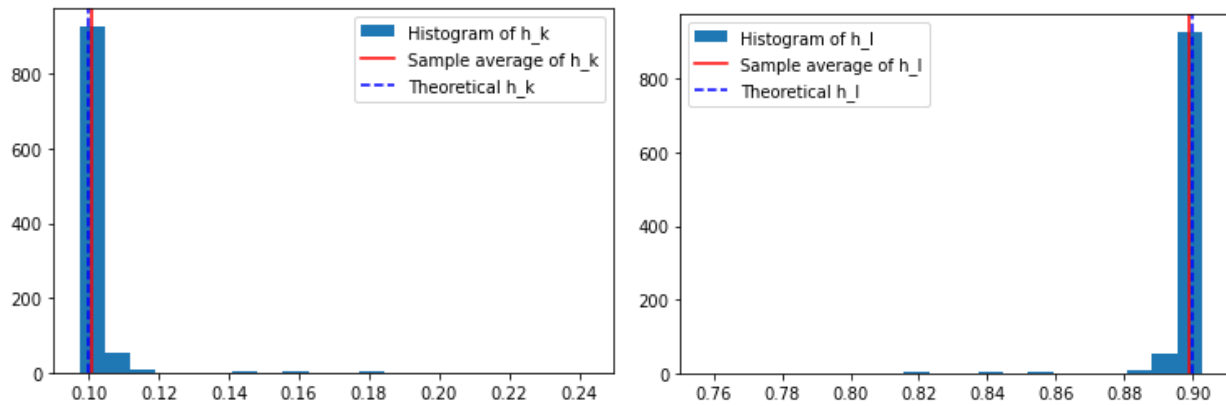 Histogram of h_k
Sample average of h_k
Theoretical h_k
800
600
400
200
0
0.10 0.12 0.14 0.16 0.18 0.20 0.22 0.24
Histogram of h_l
Sample average of h_l
Theoretical h_l
800
600
400
200
0
0.76 0.78 0.80 0.82 0.84 0.86 0.88 0.90